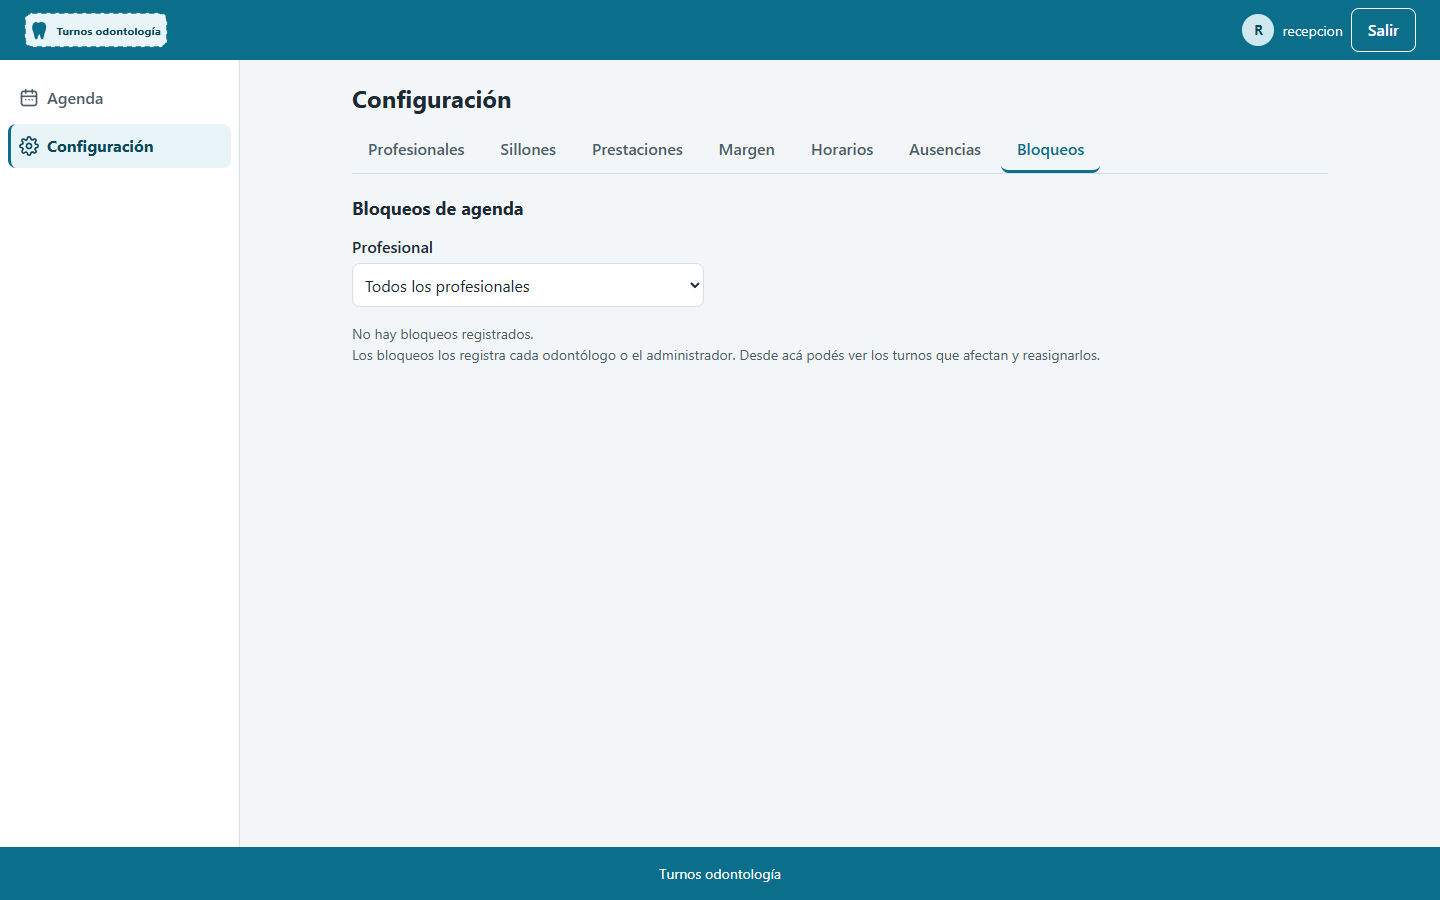 Turnos odontología
R
recepcion
Salir
Agenda
Configuración
Configuración
Profesionales
Sillones
Prestaciones
Margen
Horarios
Ausencias
Bloqueos
Bloqueos de agenda
Profesional
Todos los profesionales
No hay bloqueos registrados.
Los bloqueos los registra cada odontólogo o el administrador. Desde acá podés ver los turnos que afectan y reasignarlos.
Turnos odontología